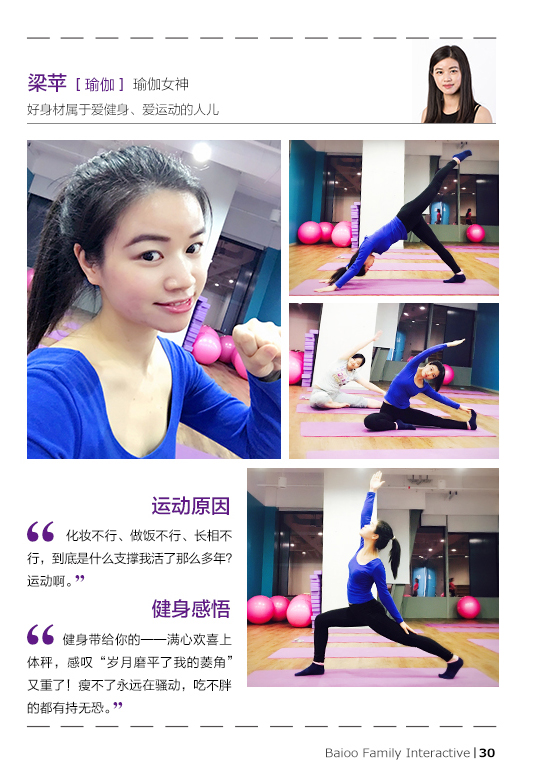 梁苹 [ 瑜伽 ] 瑜伽女神
好身材属于爱健身、爱运动的人儿
运动原因
“ 化妆不行、做饭不行、长相不
行，到底是什么支撑我活了那么多年？
运动啊。”
健身感悟
“ 健身带给你的——满心欢喜上
体秤，感叹“岁月磨平了我的菱角”
又重了！瘦不了永远在骚动，吃不胖
的都有持无恐。”
Baioo Family Interactive | 30